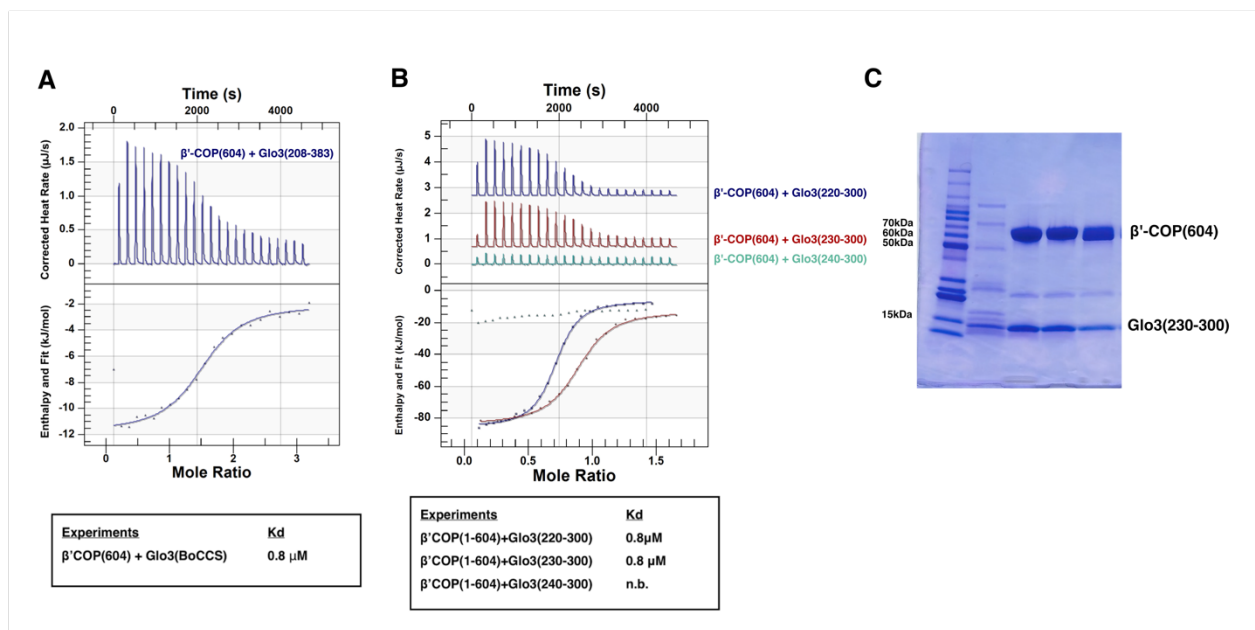 A
Time (s)
0 2000 4000
2.0
1.5
1.0
0.5
0.0
Corrected Heat Rate (µJ/s)
β'-COP(604) + Glo3(208-383)
-2
-4
-6
-8
-10
-12
Enthalpy and Fit (kJ/mol)
0 1 2 3
Mole Ratio
Experiments Kd
β'COP(604) + Glo3(BoCCS) 0.8 µM
B
Time (s)
0 2000 4000
5
4
3
2
1
0
Corrected Heat Rate (µJ/s)
β'-COP(604) + Glo3(220-300)
β'-COP(604) + Glo3(230-300)
β'-COP(604) + Glo3(240-300)
0
-20
-40
-60
-80
Enthalpy and Fit (kJ/mol)
0.0 0.5 1.0 1.5
Mole Ratio
Experiments Kd
β'COP(1-604)+Glo3(220-300) 0.8µM
β'COP(1-604)+Glo3(230-300) 0.8 µM
β'COP(1-604)+Glo3(240-300) n.b.
C
70kDa
60kDa
50kDa
15kDa
β'-COP(604)
Glo3(230-300)